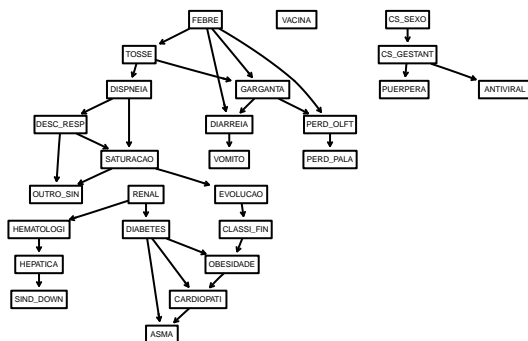 FEBRE
VACINA
CS_SEXO
TOSSE
CS_GESTANT
DISPNEIA
GARGANTA
PUERPERA
ANTIVIRAL
DESC_RESP
DIARREIA
PERD_OLFT
SATURACAO
VOMITO
PERD_PALA
OUTRO_SIN
RENAL
EVOLUCAO
HEMATOLOGI
DIABETES
CLASSI_FIN
HEPATICA
OBESIDADE
SIND_DOWN
CARDIOPATI
ASMA